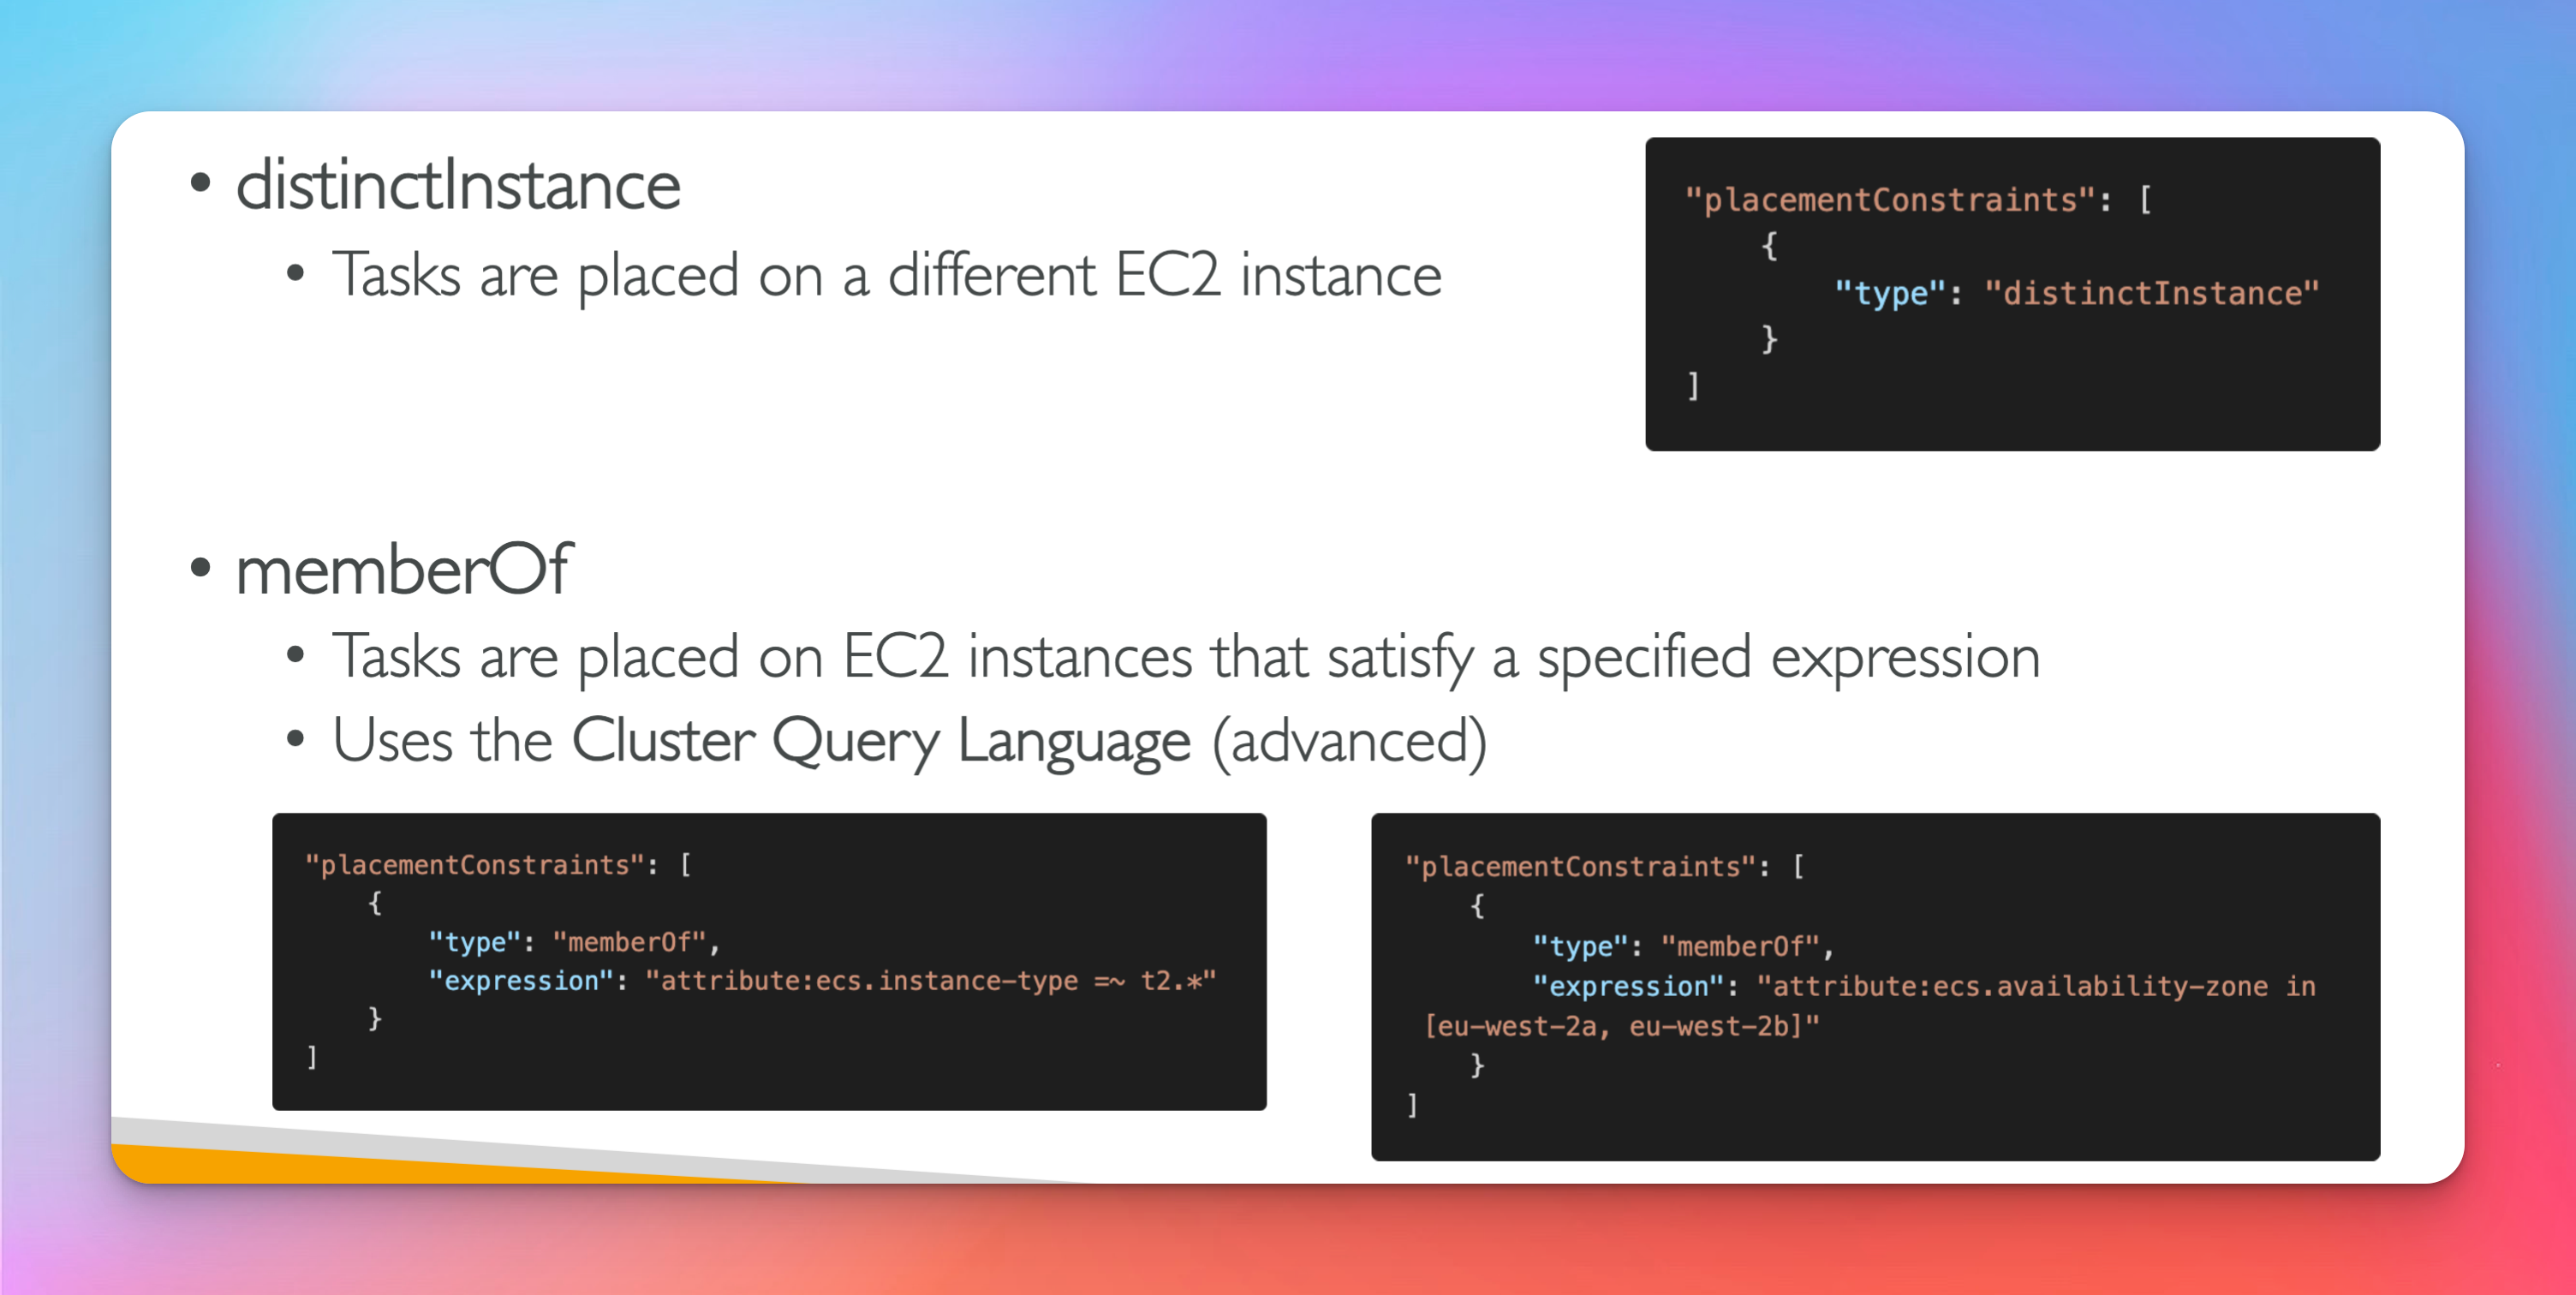 • distinctInstance
• Tasks are placed on a different EC2 instance
"placementConstraints": [
    {
        "type": "distinctInstance"
    }
]
• memberOf
• Tasks are placed on EC2 instances that satisfy a specified expression
• Uses the Cluster Query Language (advanced)
"placementConstraints": [
    {
        "type": "memberOf",
        "expression": "attribute:ecs.instance-type =~ t2.*"
    }
]
"placementConstraints": [
    {
        "type": "memberOf",
        "expression": "attribute:ecs.availability-zone in
 [eu-west-2a, eu-west-2b]"
    }
]